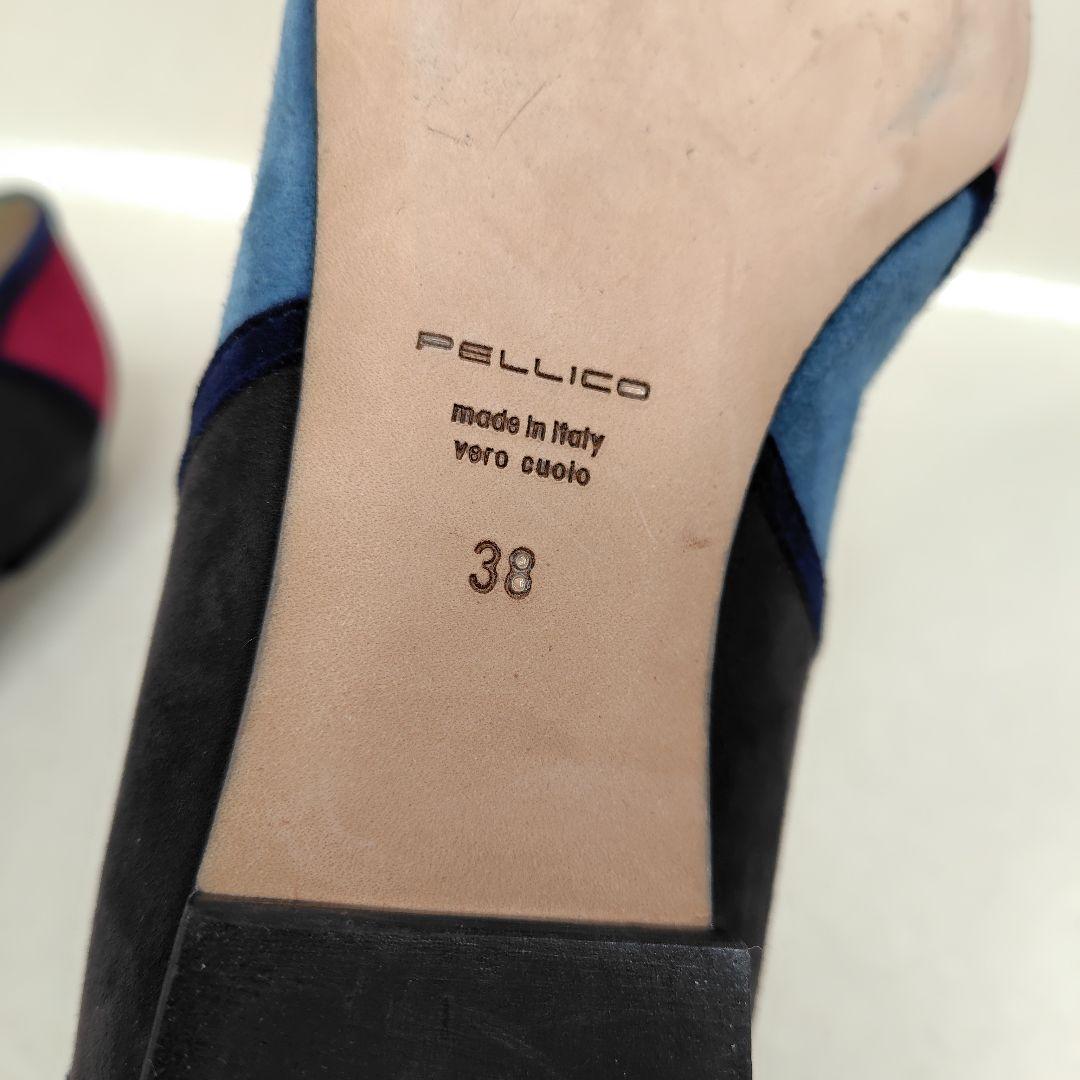 PELLICO
made in italy
vero cuoio
38